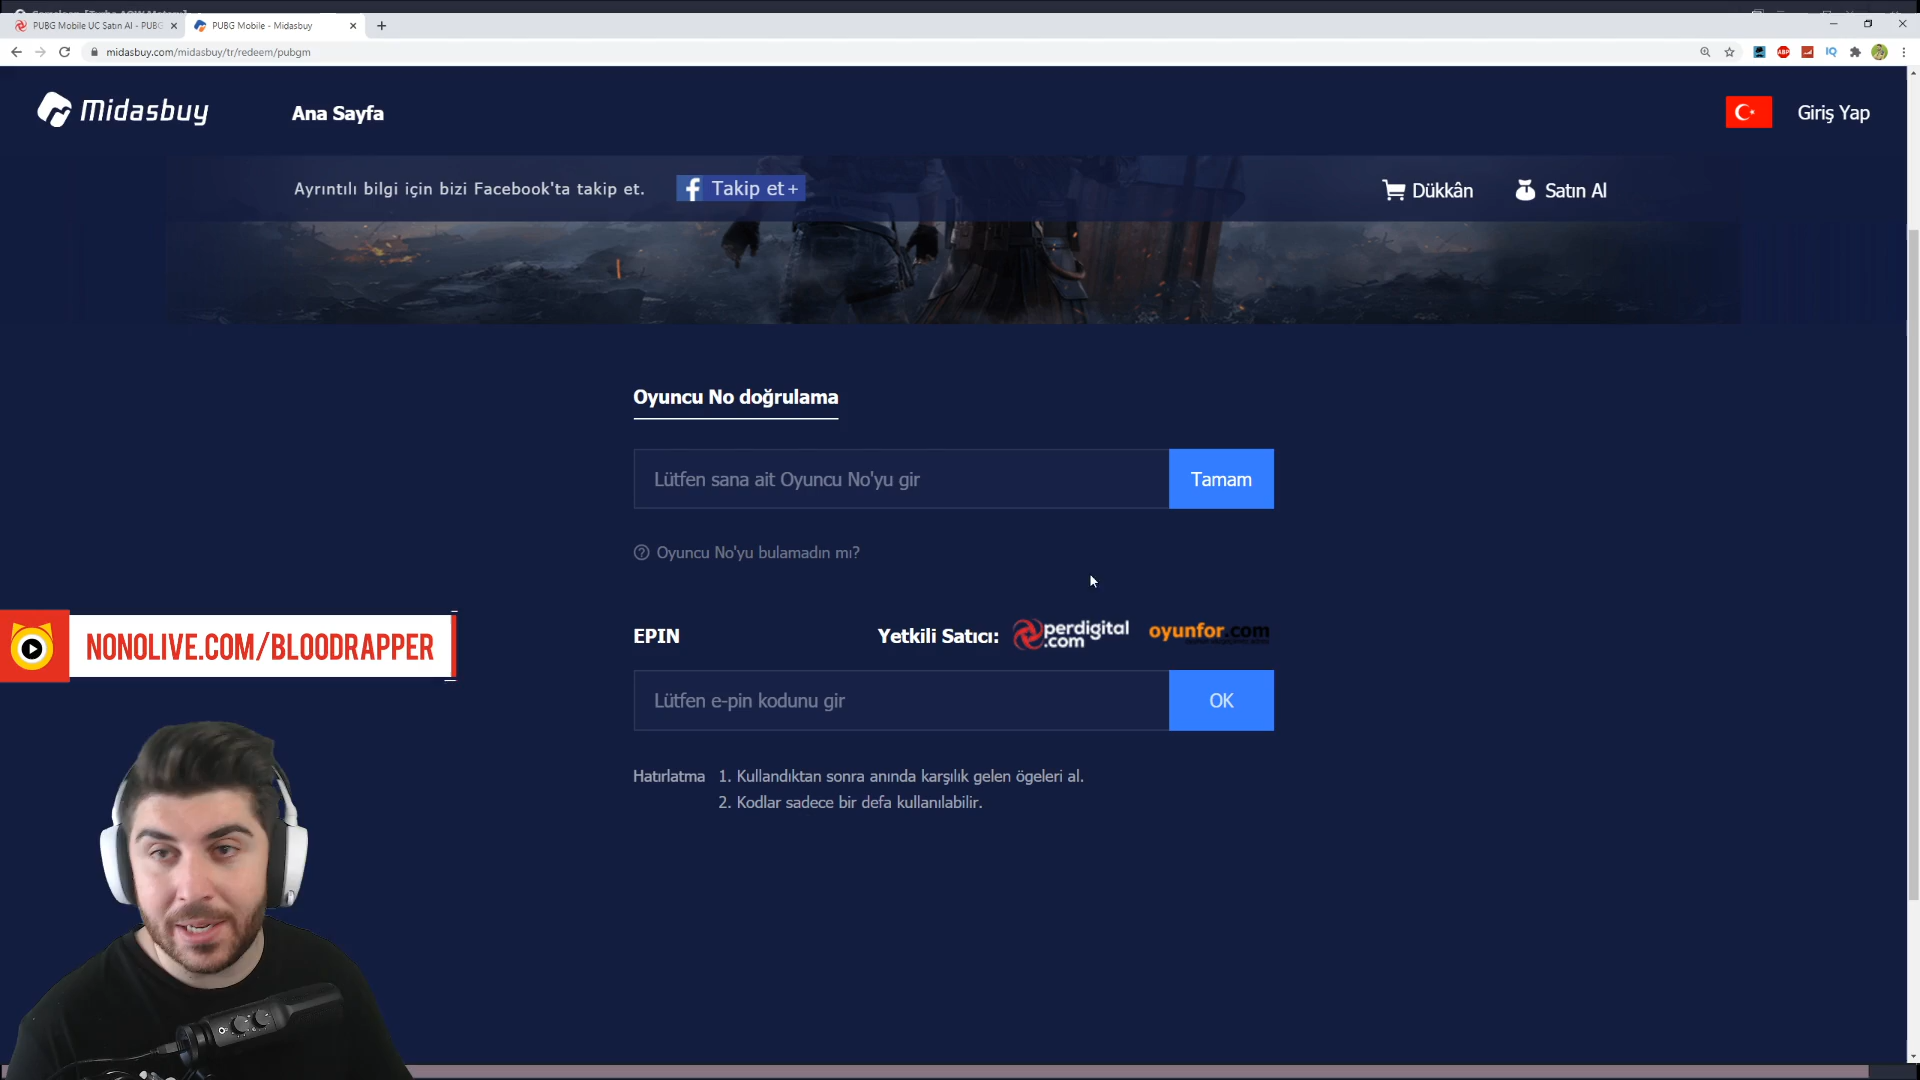 PUBG Mobile UC Satın Al - PUBG
PUBG Mobile - Midasbuy
midasbuy.com/midasbuy/tr/redeem/pubgm
ABP
IQ
Midasbuy
Ana Sayfa
Giriş Yap
Ayrıntılı bilgi için bizi Facebook'ta takip et.
f Takip et+
Dükkân
Satın Al
Oyuncu No doğrulama
Lütfen sana ait Oyuncu No'yu gir
Tamam
Oyuncu No'yu bulamadın mı?
EPIN
Yetkili Satıcı:
perdigital
.com
oyunfor.com
NONOLIVE.COM/BLOODRAPPER
Lütfen e-pin kodunu gir
OK
Hatırlatma 1. Kullandıktan sonra anında karşılık gelen ögeleri al.
2. Kodlar sadece bir defa kullanılabilir.